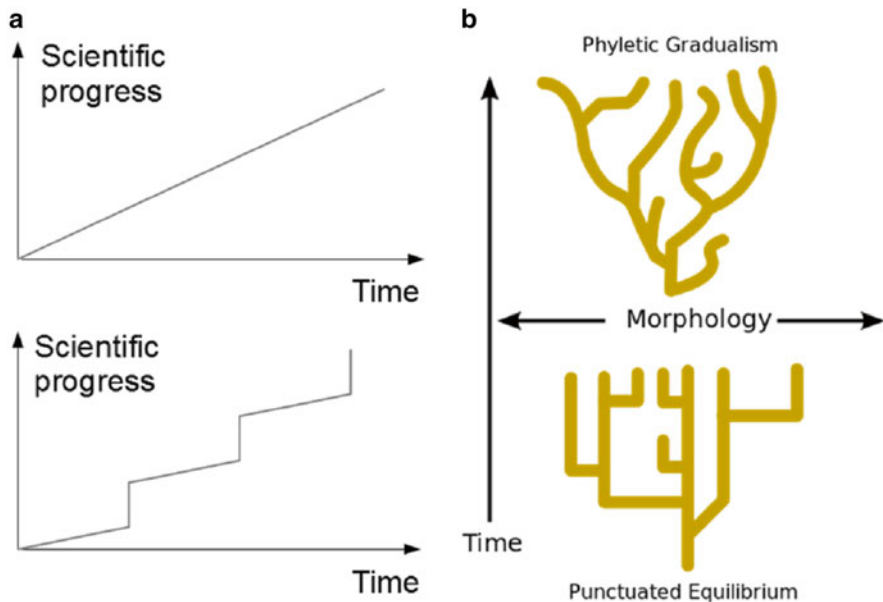 a
Scientific
progress
Time
Scientific
progress
Time
b
Phyletic Gradualism
Morphology
Time
Punctuated Equilibrium